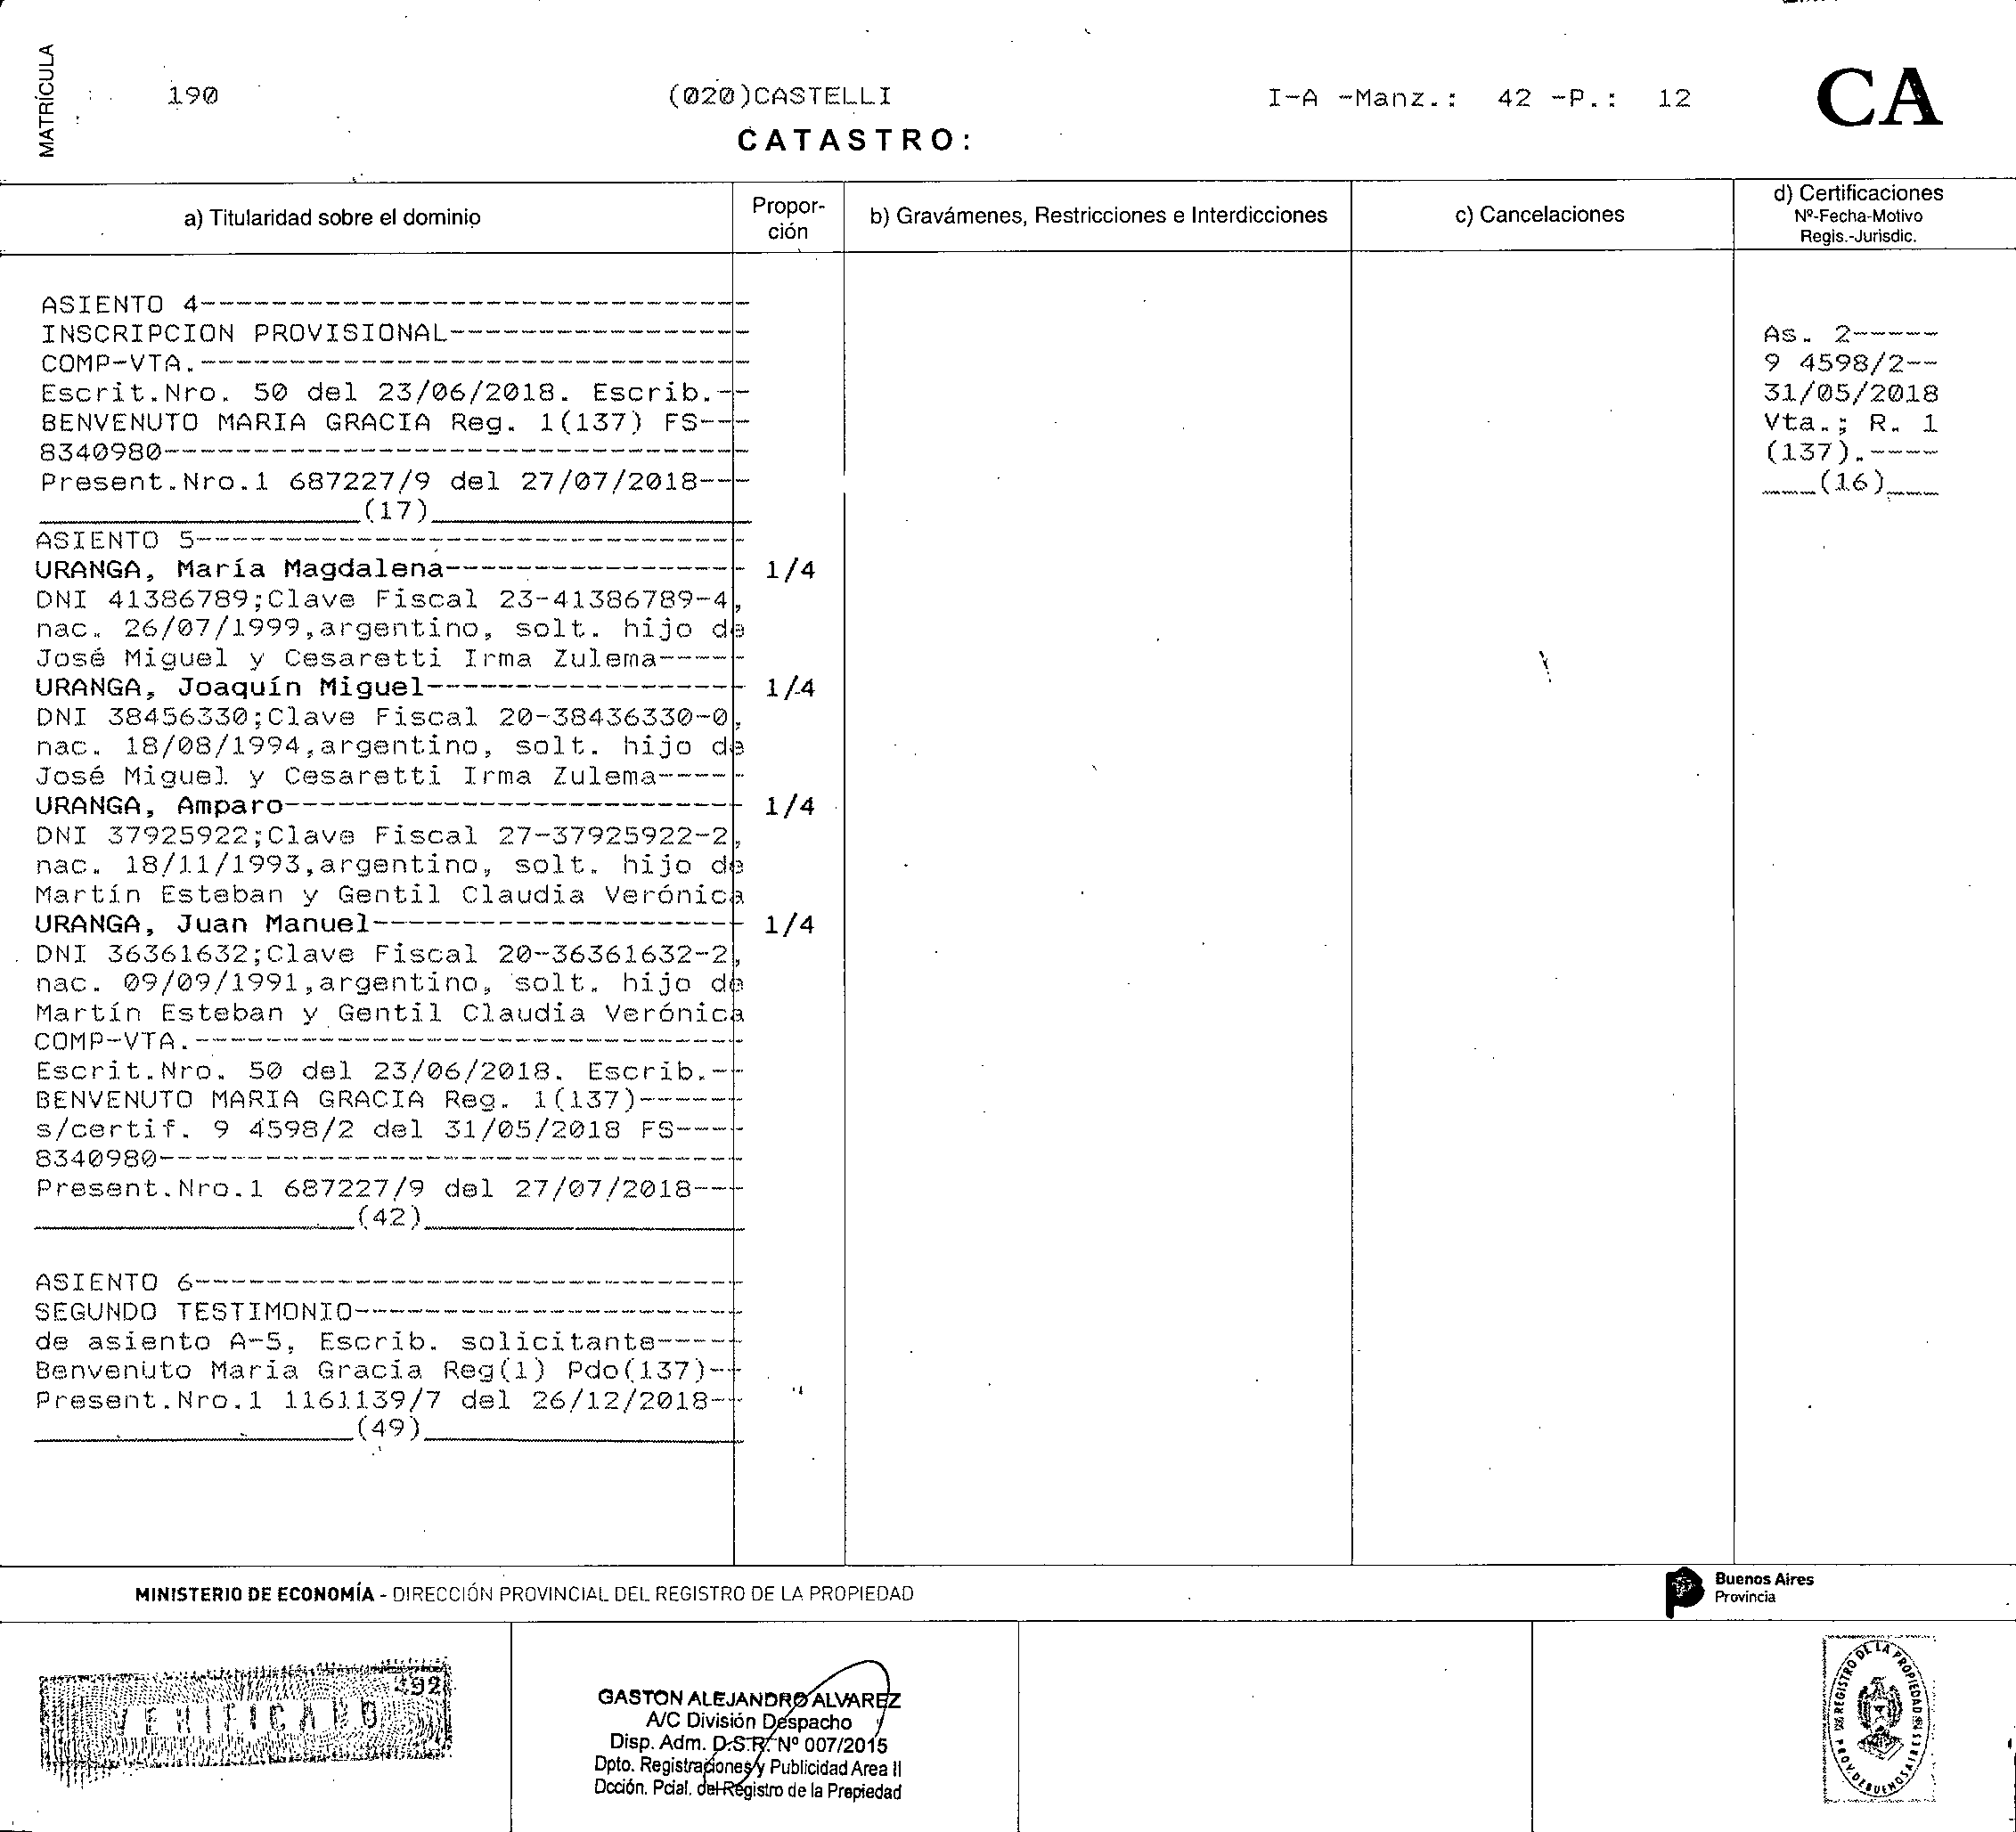 MATRÍCULA
190 (020)CASTELLI I-A -Manz.: 42 -P.: 12 CA
CATASTRO:
a) Titularidad sobre el dominio
Propor-
ción
b) Gravámenes, Restricciones e Interdicciones
c) Cancelaciones
d) Certificaciones
Nº-Fecha-Motivo
Regis.-Jurisdic.
ASIENTO 4-------------------------------
INSCRIPCION PROVISIONAL-----------------
COMP-VTA.-------------------------------
Escrit.Nro. 50 del 23/06/2018. Escrib.--
BENVENUTO MARIA GRACIA Reg. 1(137) FS---
8340980---------------------------------
Present.Nro.1 687227/9 del 27/07/2018---
__________________(17)__________________
ASIENTO 5-------------------------------
URANGA, María Magdalena----------------- 1/4
DNI 41386789;Clave Fiscal 23-41386789-4,
nac. 26/07/1999,argentino, solt. hijo de
José Miguel y Cesaretti Irma Zulema-----
URANGA, Joaquín Miguel------------------ 1/4
DNI 38456330;Clave Fiscal 20-38436330-0,
nac. 18/08/1994,argentino, solt. hijo de
José Miguel y Cesaretti Irma Zulema-----
URANGA, Amparo-------------------------- 1/4
DNI 37925922;Clave Fiscal 27-37925922-2,
nac. 18/11/1993,argentino, solt. hijo de
Martín Esteban y Gentil Claudia Verónica
URANGA, Juan Manuel--------------------- 1/4
DNI 36361632;Clave Fiscal 20-36361632-2,
nac. 09/09/1991,argentino, solt. hijo de
Martín Esteban y Gentil Claudia Verónica
COMP-VTA.-------------------------------
Escrit.Nro. 50 del 23/06/2018. Escrib.--
BENVENUTO MARIA GRACIA Reg. 1(137)------
s/certif. 9 4598/2 del 31/05/2018 FS----
8340980---------------------------------
Present.Nro.1 687227/9 del 27/07/2018---
__________________(42)__________________
ASIENTO 6-------------------------------
SEGUNDO TESTIMONIO----------------------
de asiento A-5, Escrib. solicitante-----
Benvenuto María Gracia Reg(1) Pdo(137)--
Present.Nro.1 1161139/7 del 26/12/2018--
__________________(49)__________________
As. 2-----
9 4598/2--
31/05/2018
Vta.; R. 1
(137).----
___(16)___
MINISTERIO DE ECONOMÍA - DIRECCIÓN PROVINCIAL DEL REGISTRO DE LA PROPIEDAD
Buenos Aires
Provincia
VERIFICADO
GASTON ALEJANDRO ALVAREZ
A/C División Despacho
Disp. Adm. D.S.R. Nº 007/2015
Dpto. Registraciones y Publicidad Area II
Dcción. Pcial. del Registro de la Propiedad
REGISTRO DE LA PROPIEDAD
PROV. DE BUENOS AIRES